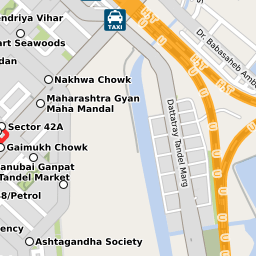 endriya Vihar
TAXI
art Seawoods
dan
Dr. Babasaheb Amb
Nakhwa Chowk
Maharashtra Gyan
Maha Mandal
Dattatray Tandel Marg
Sector 42A
Gaimukh Chowk
anubai Ganpat
Tandel Market
8/Petrol
ency
Ashtagandha Society